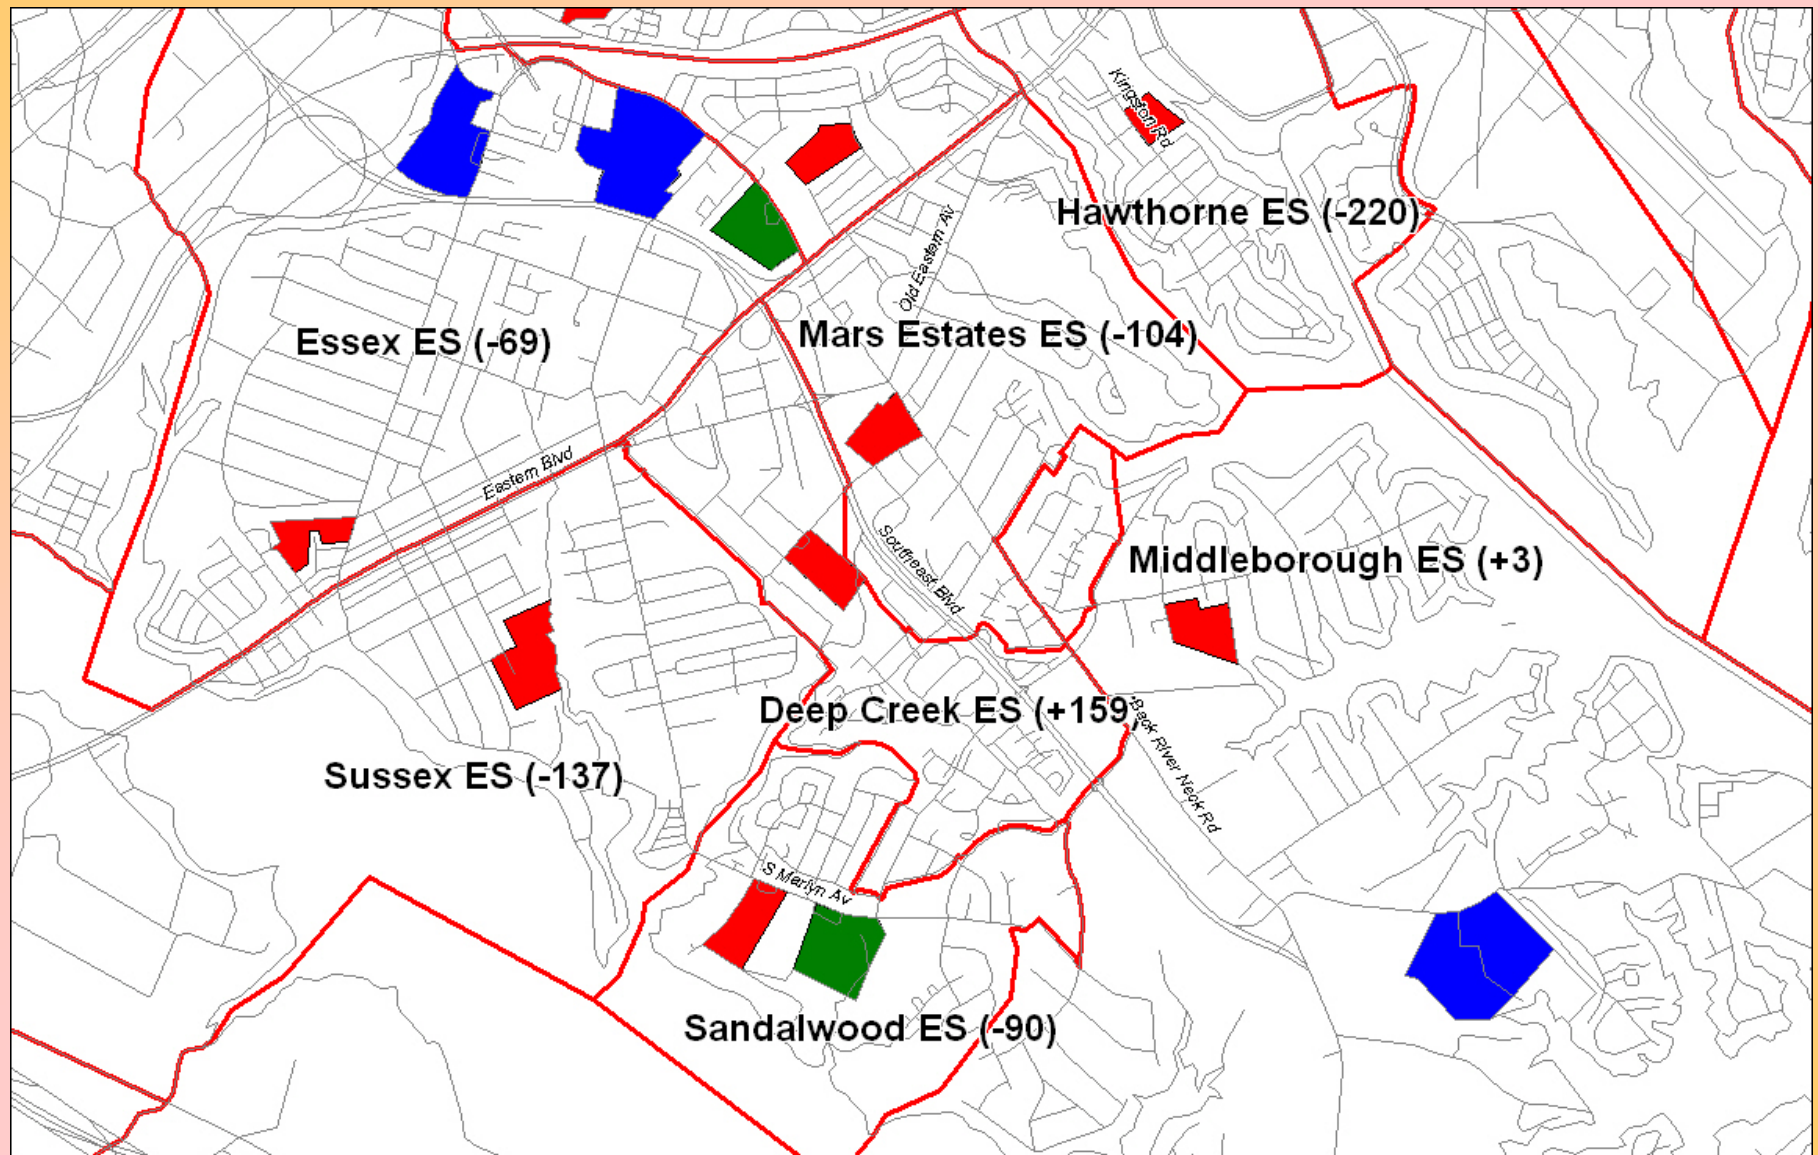 Kingston Rd
Hawthorne ES (-220)
Old Eastern Av
Mars Estates ES (-104)
Essex ES (-69)
Eastern Blvd
Southeast Blvd
Middleborough ES (+3)
Deep Creek ES (+159)
Back River Neck Rd
Sussex ES (-137)
S Marlyn Av
Sandalwood ES (-90)